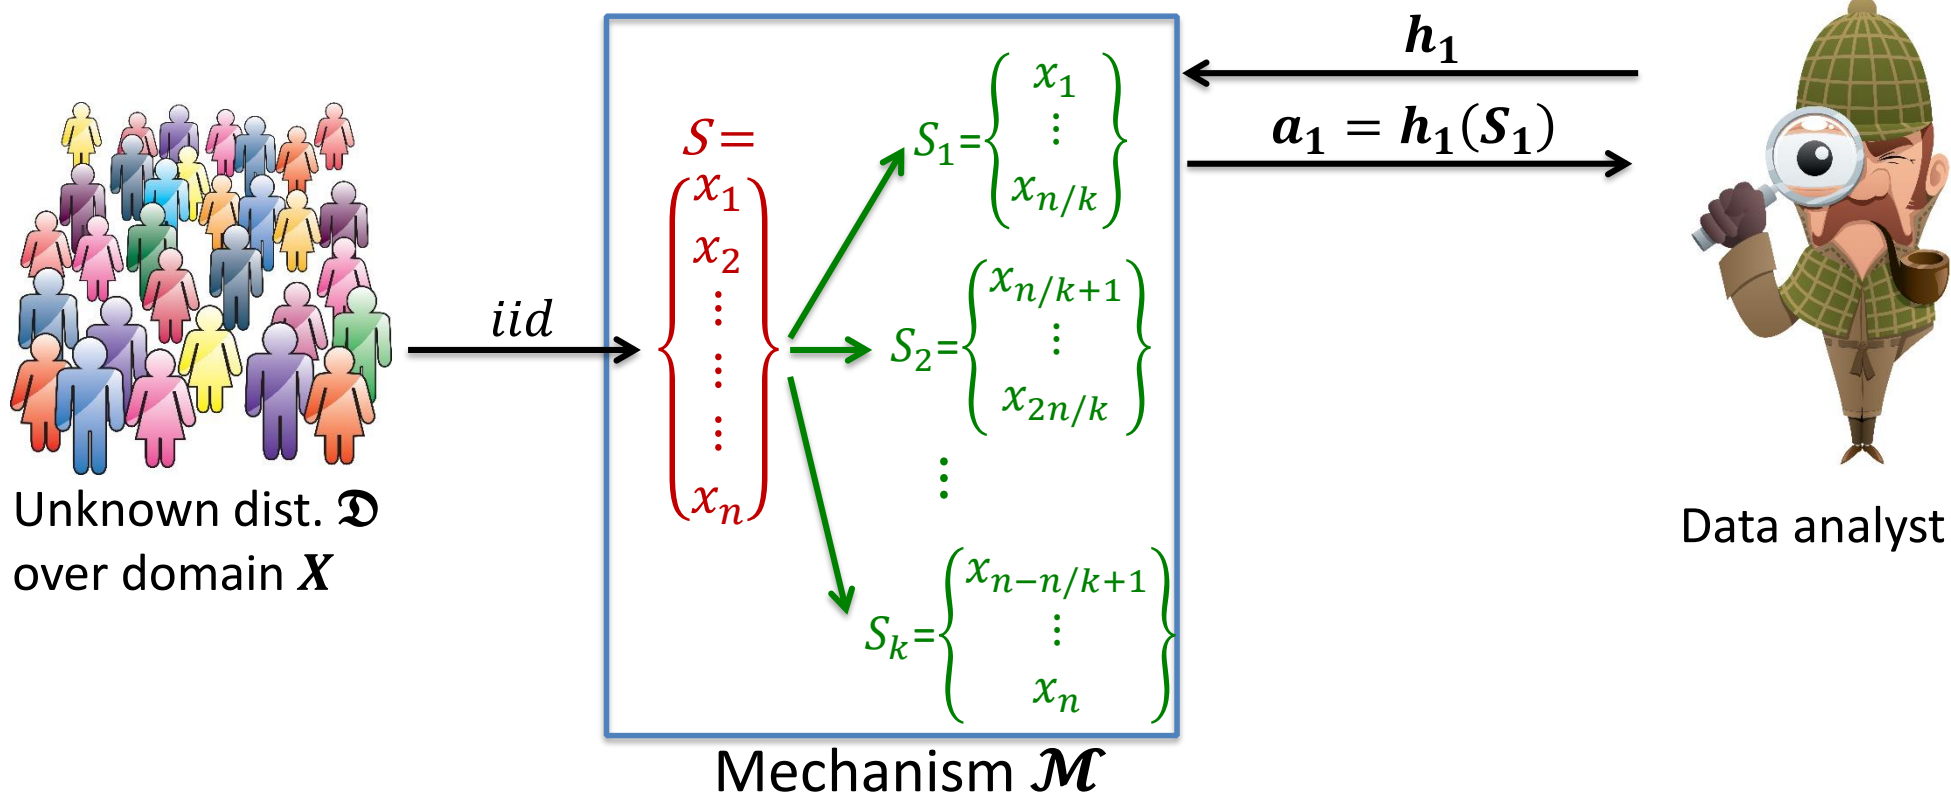 Unknown dist. 𝕯
over domain X
iid
S=
x₁
x₂
⋮
⋮
⋮
xₙ
S₁=
x₁
⋮
x_{n/k}
S₂=
x_{n/k+1}
⋮
x_{2n/k}
⋮
S_k=
x_{n−n/k+1}
⋮
xₙ
Mechanism ℳ
h₁
a₁ = h₁(S₁)
Data analyst